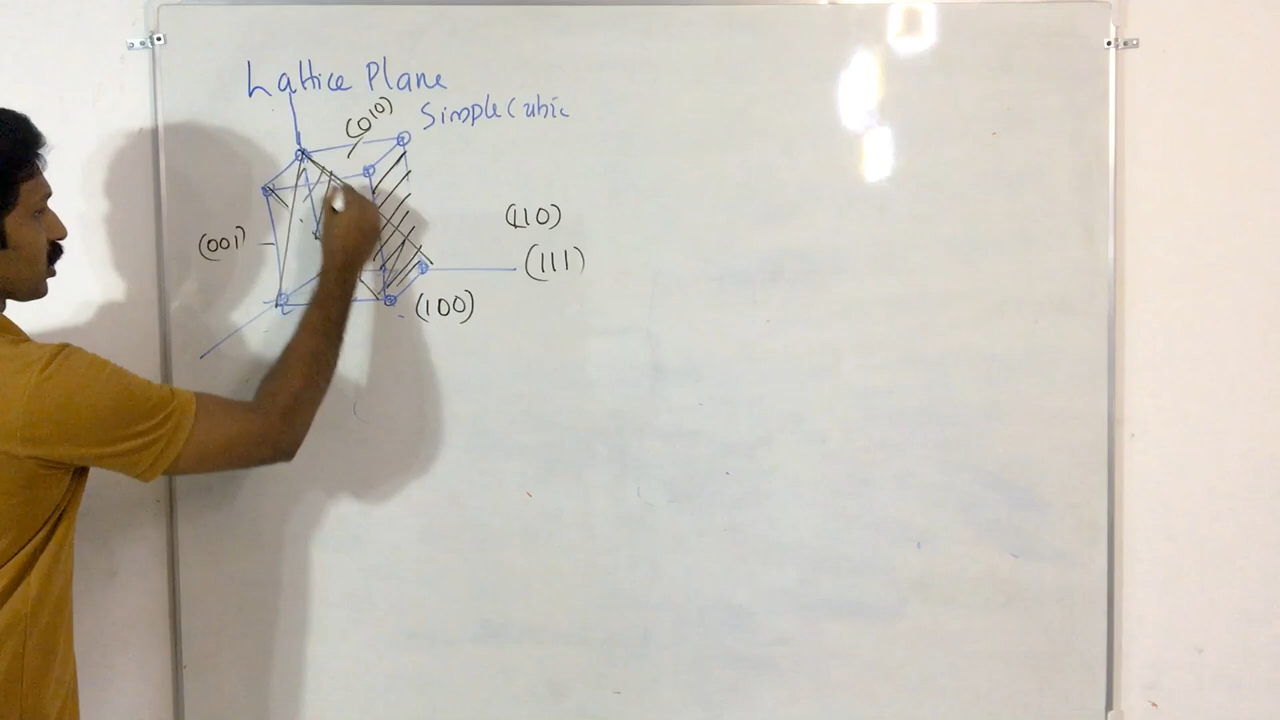 Lattice Plane
(010)
Simple Cubic
(110)
(001)
(111)
(100)